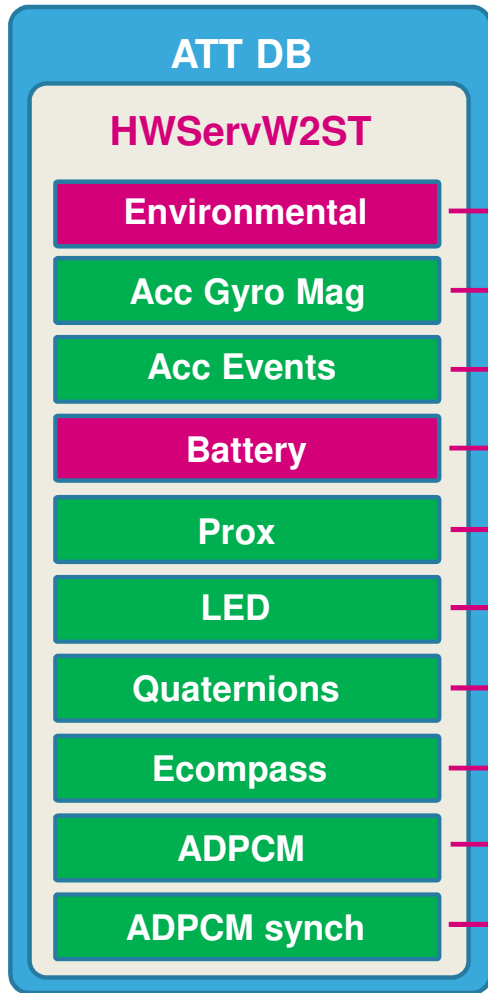 ATT DB
HWServW2ST
Environmental
Acc Gyro Mag
Acc Events
Battery
Prox
LED
Quaternions
Ecompass
ADPCM
ADPCM synch